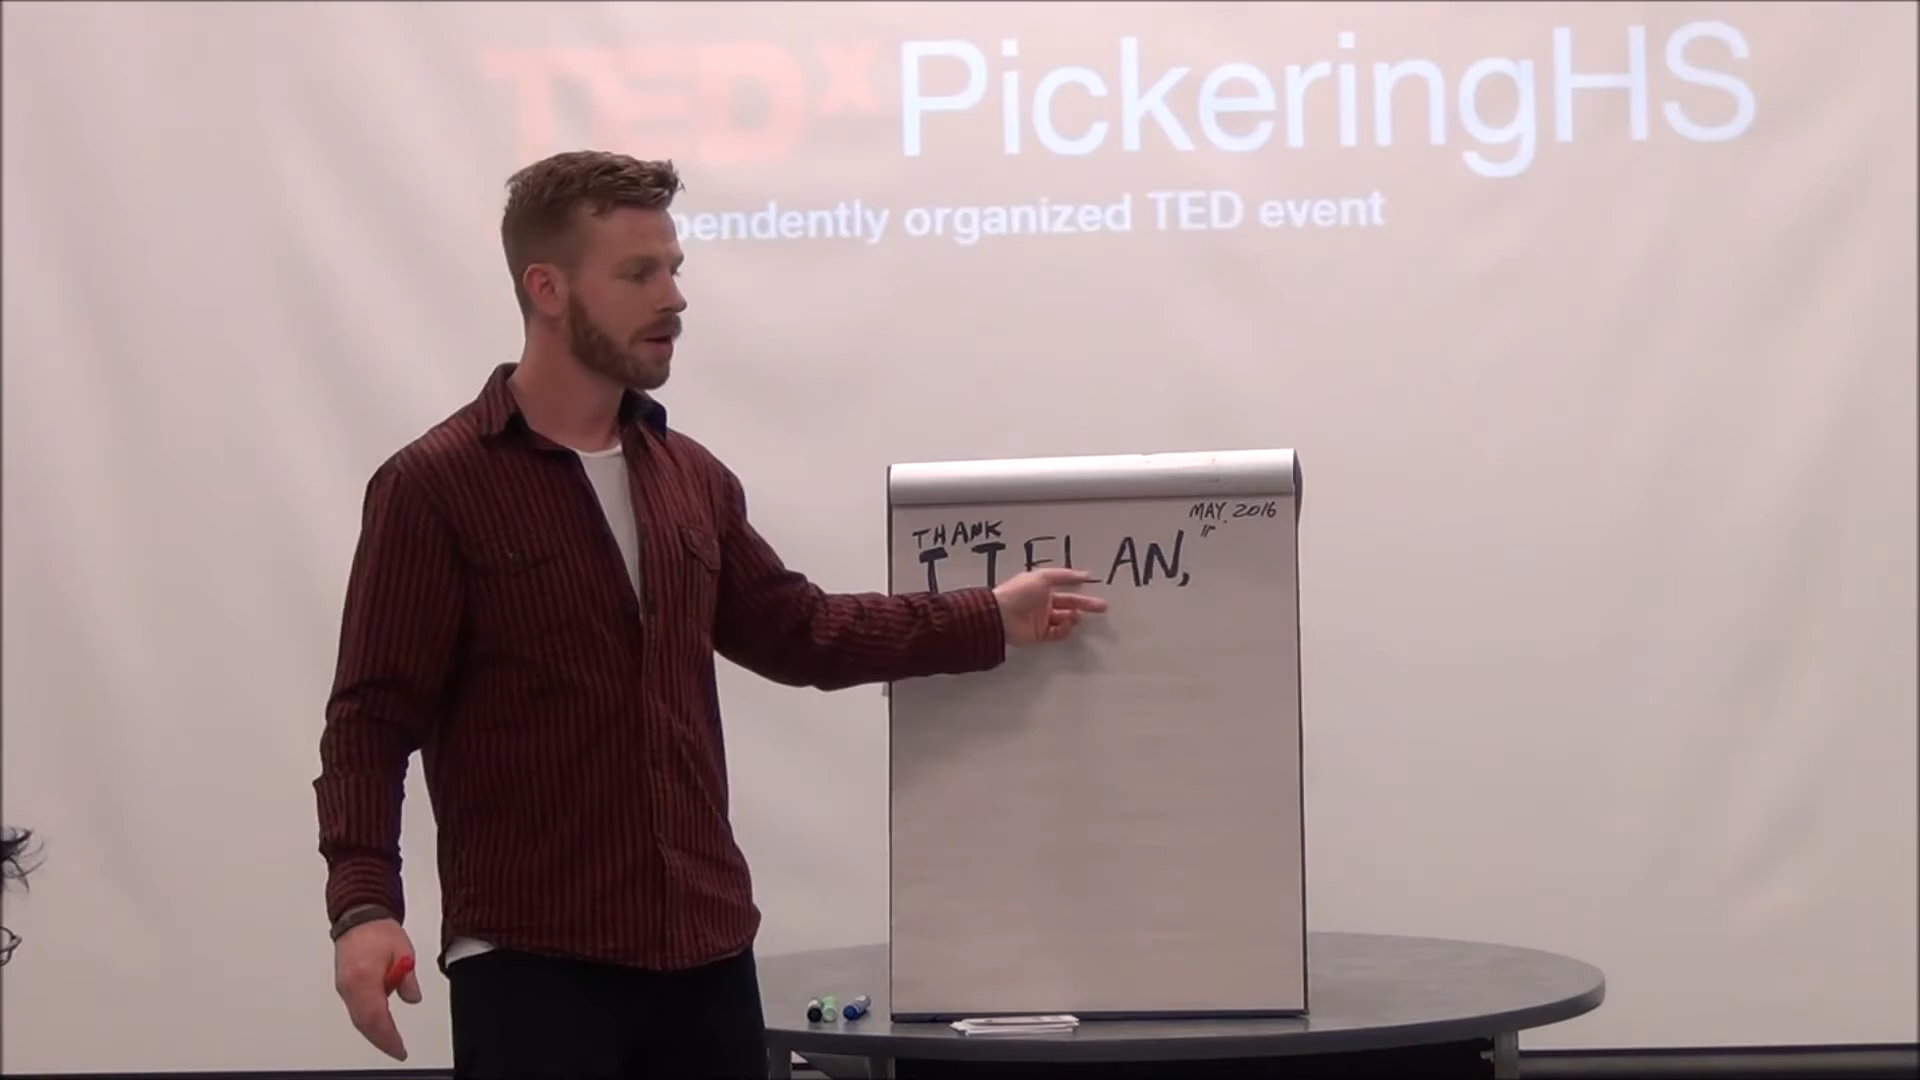 TEDx PickeringHS
pendently organized TED event
MAY. 2016
THANK
ELAN,